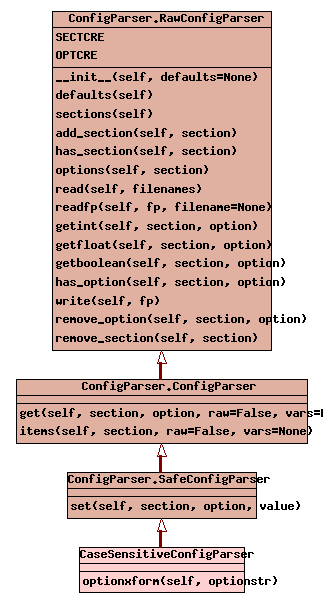 ConfigParser.RawConfigParser
SECTCRE
OPTCRE
__init__(self, defaults=None)
defaults(self)
sections(self)
add_section(self, section)
has_section(self, section)
options(self, section)
read(self, filenames)
readfp(self, fp, filename=None)
getint(self, section, option)
getfloat(self, section, option)
getboolean(self, section, option)
has_option(self, section, option)
write(self, fp)
remove_option(self, section, option)
remove_section(self, section)
ConfigParser.ConfigParser
get(self, section, option, raw=False, vars=
items(self, section, raw=False, vars=None)
ConfigParser.SafeConfigParser
set(self, section, option, value)
CaseSensitiveConfigParser
optionxform(self, optionstr)